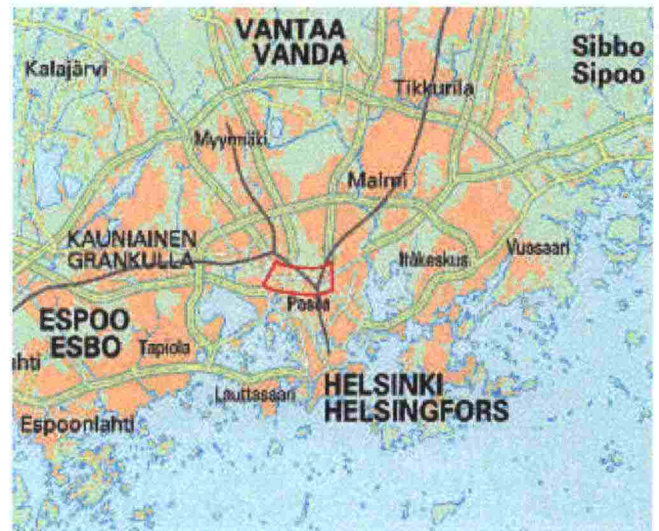 VANTAA
VANDA
Sibbo
Sipoo
Kalajärvi
Tikkurila
Myyrmäki
Malmi
KAUNIAINEN
GRANKULLA
Itäkeskus
Vuosaari
Pasila
ESPOO
ESBO
Tapiola
lahti
Lauttasaari
HELSINKI
HELSINGFORS
Espoonlahti